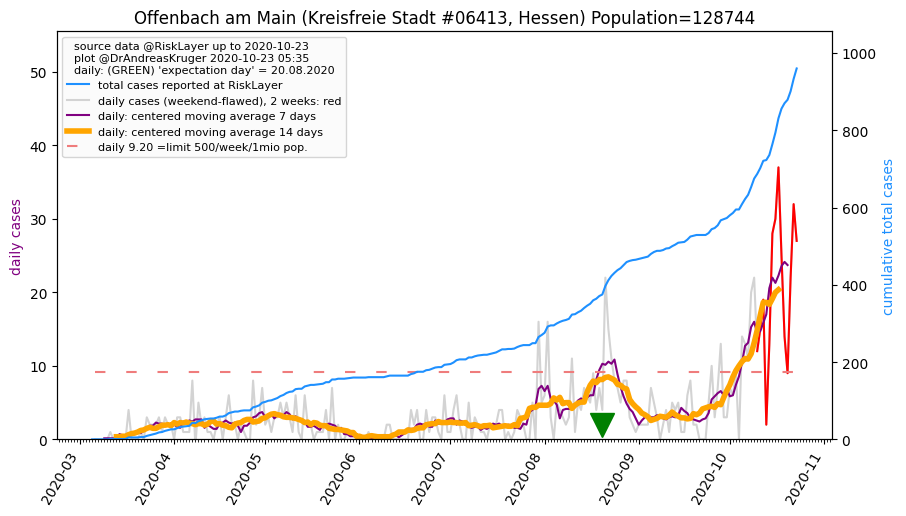 Offenbach am Main (Kreisfreie Stadt #06413, Hessen) Population=128744
source data @RiskLayer up to 2020-10-23
plot @DrAndreasKruger 2020-10-23 05:35
daily: (GREEN) 'expectation day' = 20.08.2020
total cases reported at RiskLayer
daily cases (weekend-flawed), 2 weeks: red
daily: centered moving average 7 days
daily: centered moving average 14 days
daily 9.20 =limit 500/week/1mio pop.
daily cases
50
40
30
20
10
0
cumulative total cases
1000
800
600
400
200
0
2020-03
2020-04
2020-05
2020-06
2020-07
2020-08
2020-09
2020-10
2020-11